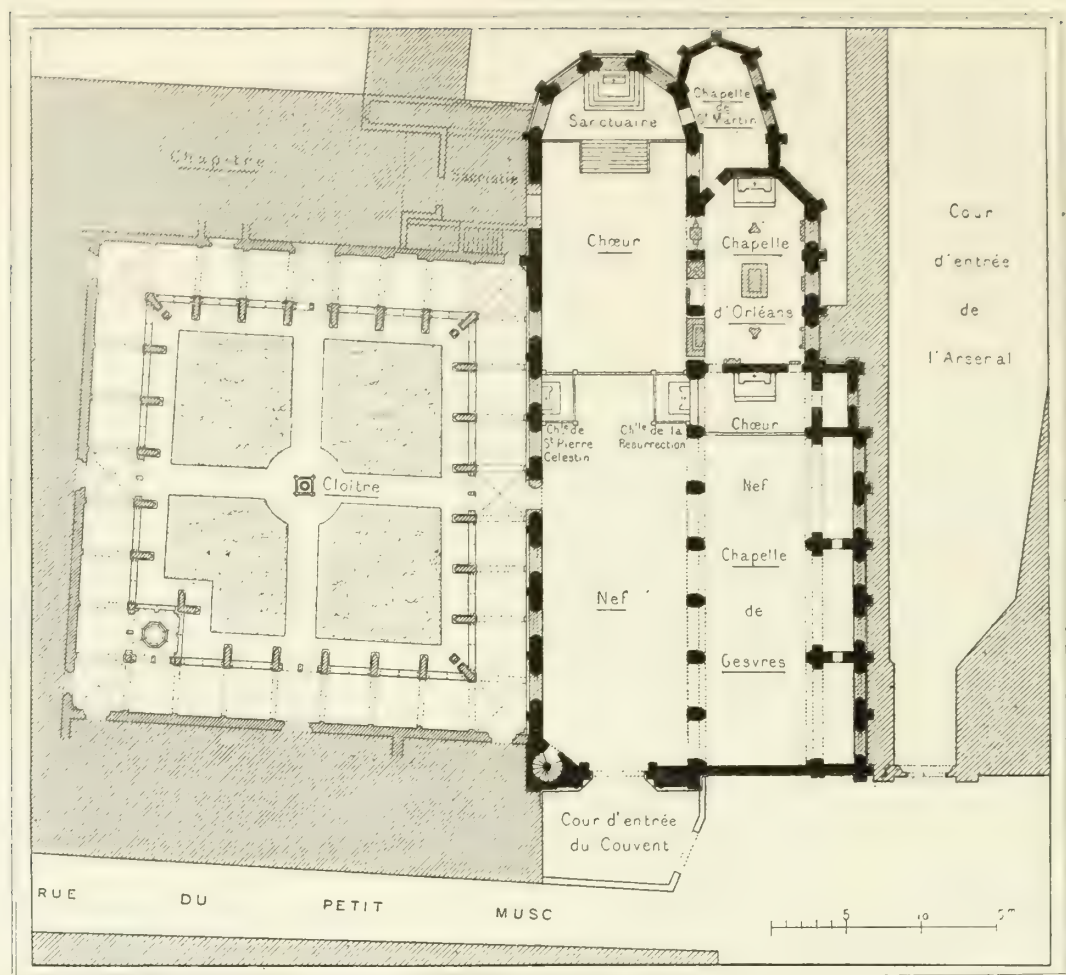 Chapitre
Sacristie
Sanctuaire
Chapelle
de
St Martin
Chœur
Chapelle
d'Orléans
Cour
d'entrée
de
l'Arsenal
Chlle de
St Pierre
Celestin
Chlle de la
Resurrection
Chœur
Cloître
Nef
Nef
Chapelle
de
Gesvres
Cour d'entrée
du Couvent
RUE DU PETIT MUSC
5 10